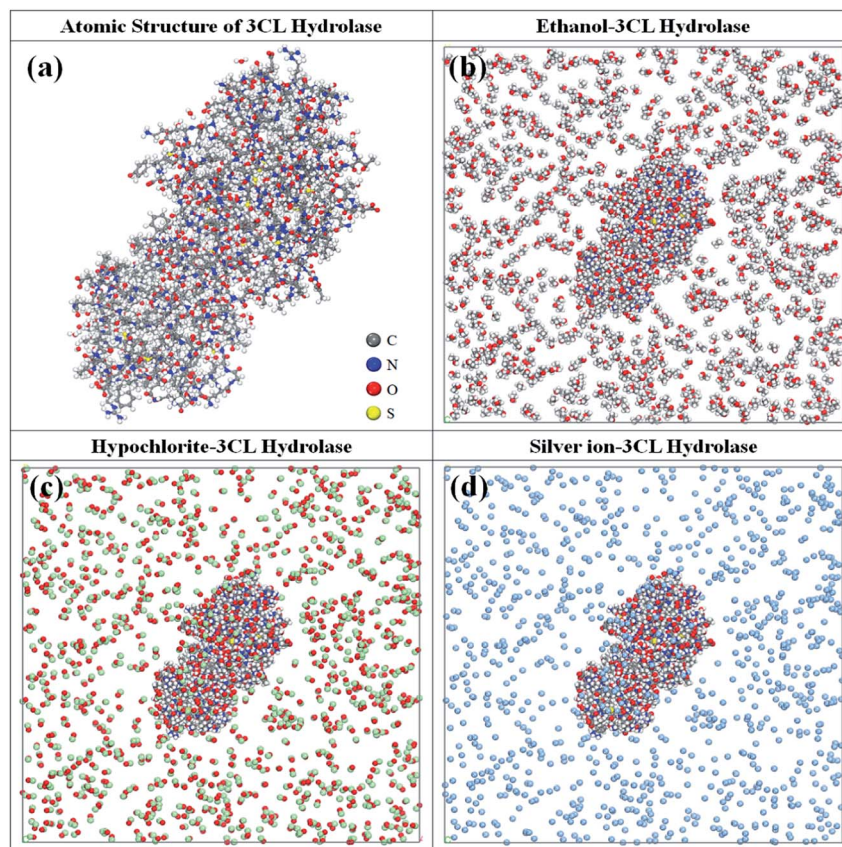 Atomic Structure of 3CL Hydrolase
Ethanol-3CL Hydrolase
(a)
C
N
O
S
(b)
Hypochlorite-3CL Hydrolase
Silver ion-3CL Hydrolase
(c)
(d)